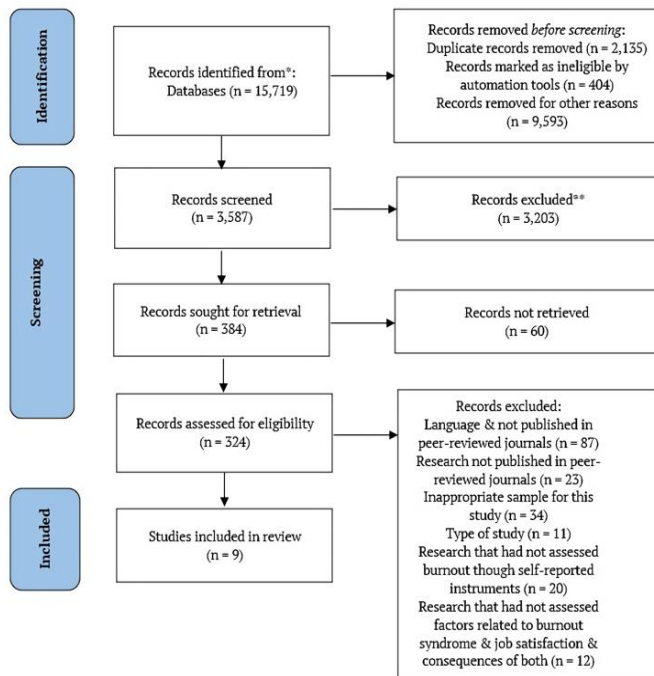 Identification
Records identified from*:
Databases (n = 15,719)
Records removed before screening:
Duplicate records removed (n = 2,135)
Records marked as ineligible by
automation tools (n = 404)
Records removed for other reasons
(n = 9,593)
Screening
Records screened
(n = 3,587)
Records excluded**
(n = 3,203)
Records sought for retrieval
(n = 384)
Records not retrieved
(n = 60)
Records assessed for eligibility
(n = 324)
Records excluded:
Language & not published in
peer-reviewed journals (n = 87)
Research not published in peer-
reviewed journals (n = 23)
Inappropriate sample for this
study (n = 34)
Type of study (n = 11)
Research that had not assessed
burnout though self-reported
instruments (n = 20)
Research that had not assessed
factors related to burnout
syndrome & job satisfaction &
consequences of both (n = 12)
Included
Studies included in review
(n = 9)